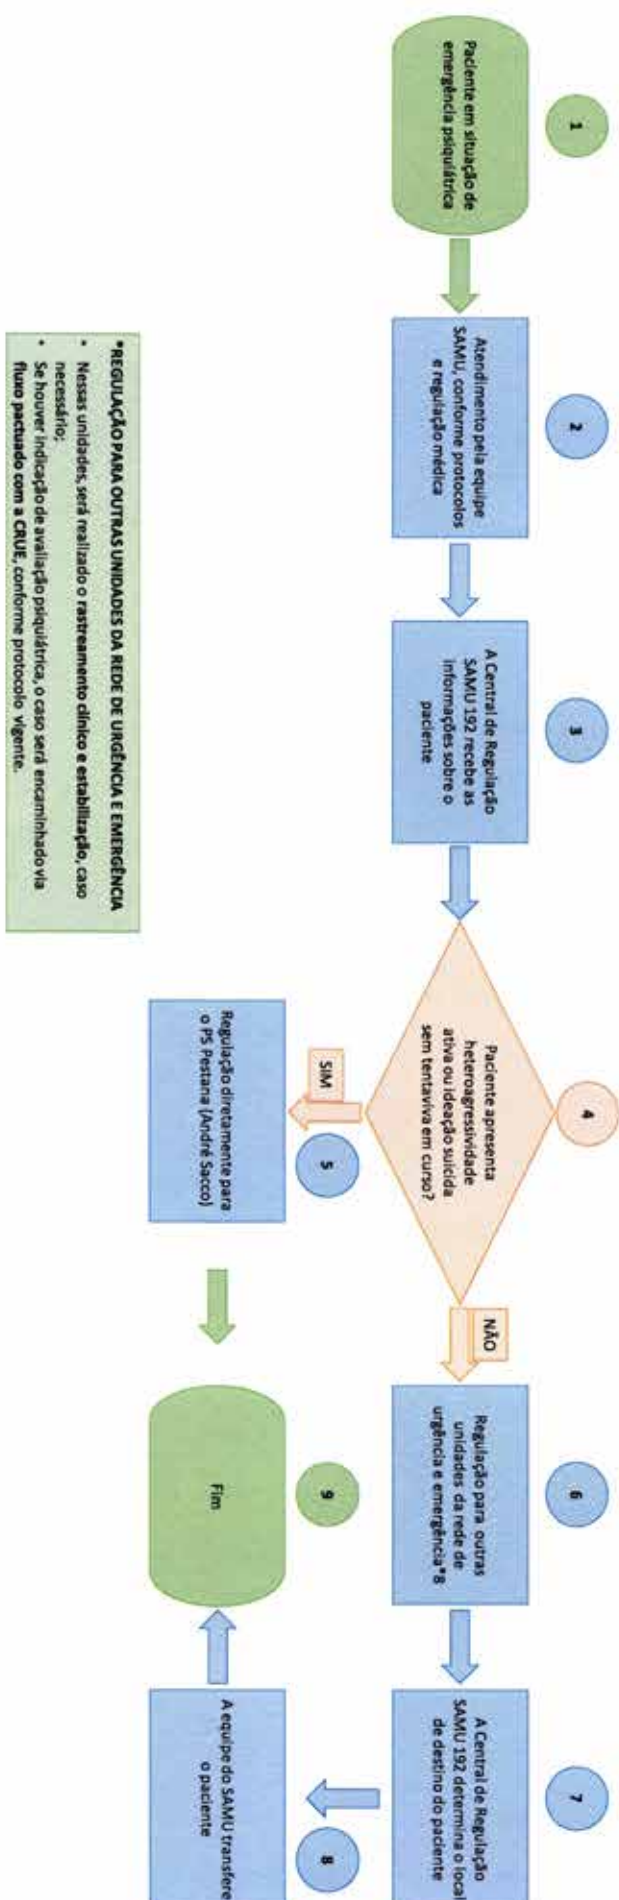 1
Paciente em situação de
emergência psiquiátrica
2
Atendimento pela equipe
SAMU, conforme protocolos
e regulação médica
3
A Central de Regulação
SAMU 192 recebe as
informações sobre o
paciente
4
Paciente apresenta
heteroagressividade
ativa ou ideação suicida
sem tentaviva em curso?
SIM
5
Regulação diretamente para
o PS Pestana (André Sacco)
NÃO
6
Regulação para outras
unidades da rede de
urgência e emergência*8
7
A Central de Regulação
SAMU 192 determina o local
de destino do paciente
8
A equipe do SAMU transfere
o paciente
9
Fim
*REGULAÇÃO PARA OUTRAS UNIDADES DA REDE DE URGÊNCIA E EMERGÊNCIA
• Nessas unidades, será realizado o rastreamento clínico e estabilização, caso
necessário;
• Se houver indicação de avaliação psiquiátrica, o caso será encaminhado via
fluxo pactuado com a CRUE, conforme protocolo vigente.